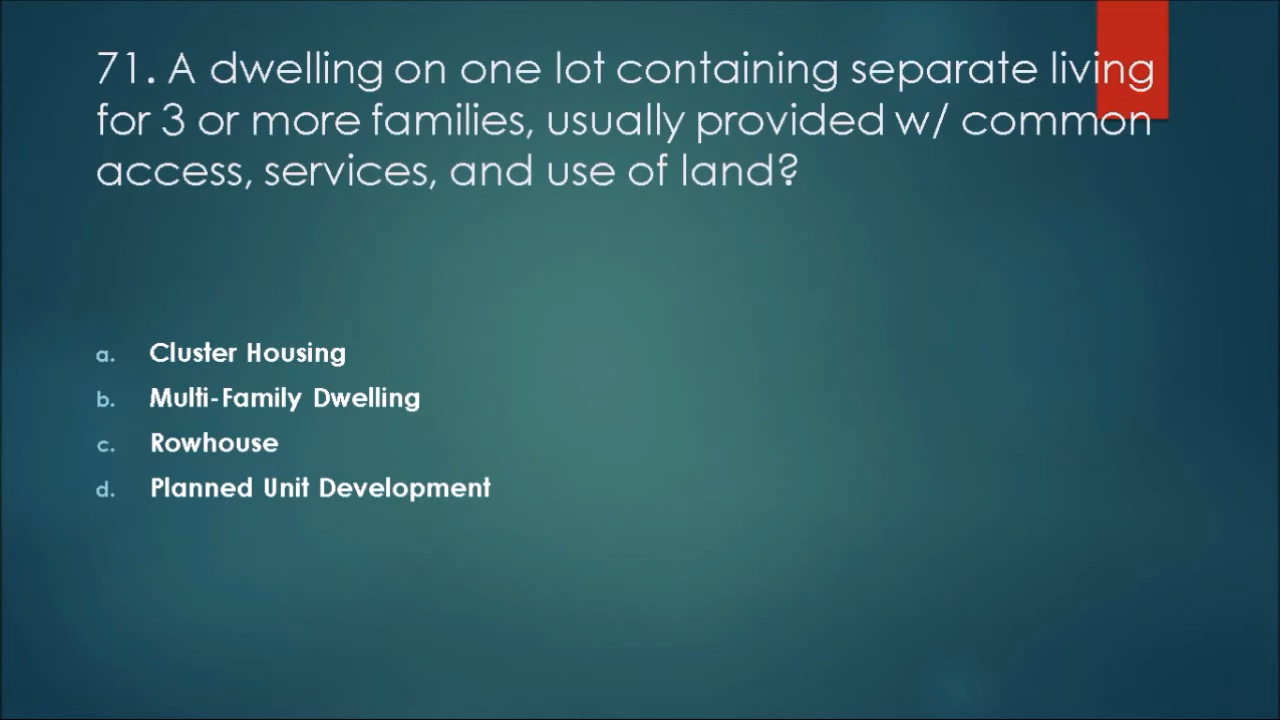 71. A dwelling on one lot containing separate living
for 3 or more families, usually provided w/ common
access, services, and use of land?
a. Cluster Housing
b. Multi-Family Dwelling
c. Rowhouse
d. Planned Unit Development